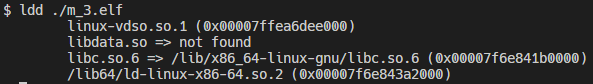 $ ldd ./m_3.elf
linux-vdso.so.1 (0x00007ffea6dee000)
libdata.so => not found
libc.so.6 => /lib/x86_64-linux-gnu/libc.so.6 (0x00007f6e841b0000)
/lib64/ld-linux-x86-64.so.2 (0x00007f6e843a2000)